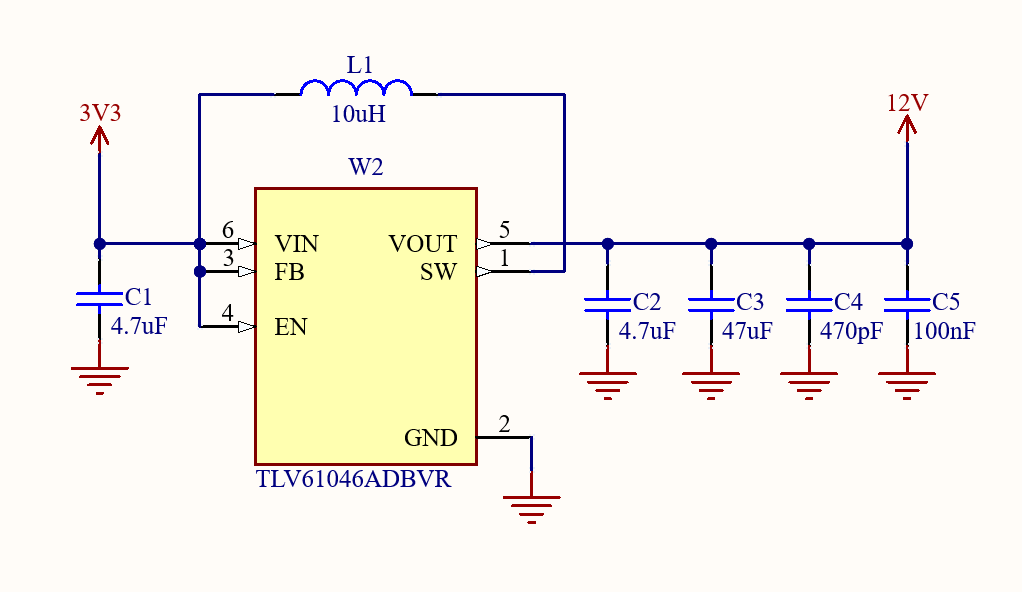 L1
10uH
3V3
12V
W2
6
VIN
VOUT
5
3
FB
SW
1
4
EN
C1
4.7uF
C2
4.7uF
C3
47uF
C4
470pF
C5
100nF
GND
2
TLV61046ADBVR